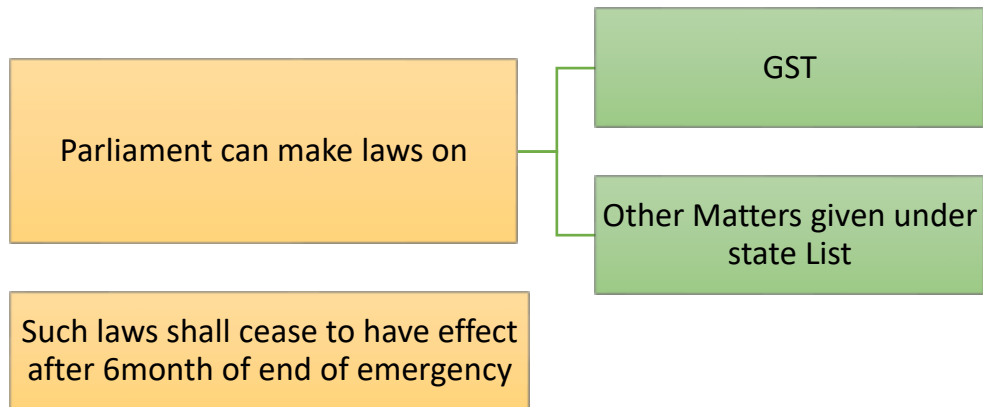 Parliament can make laws on
GST
Other Matters given under
state List
Such laws shall cease to have effect
after 6month of end of emergency